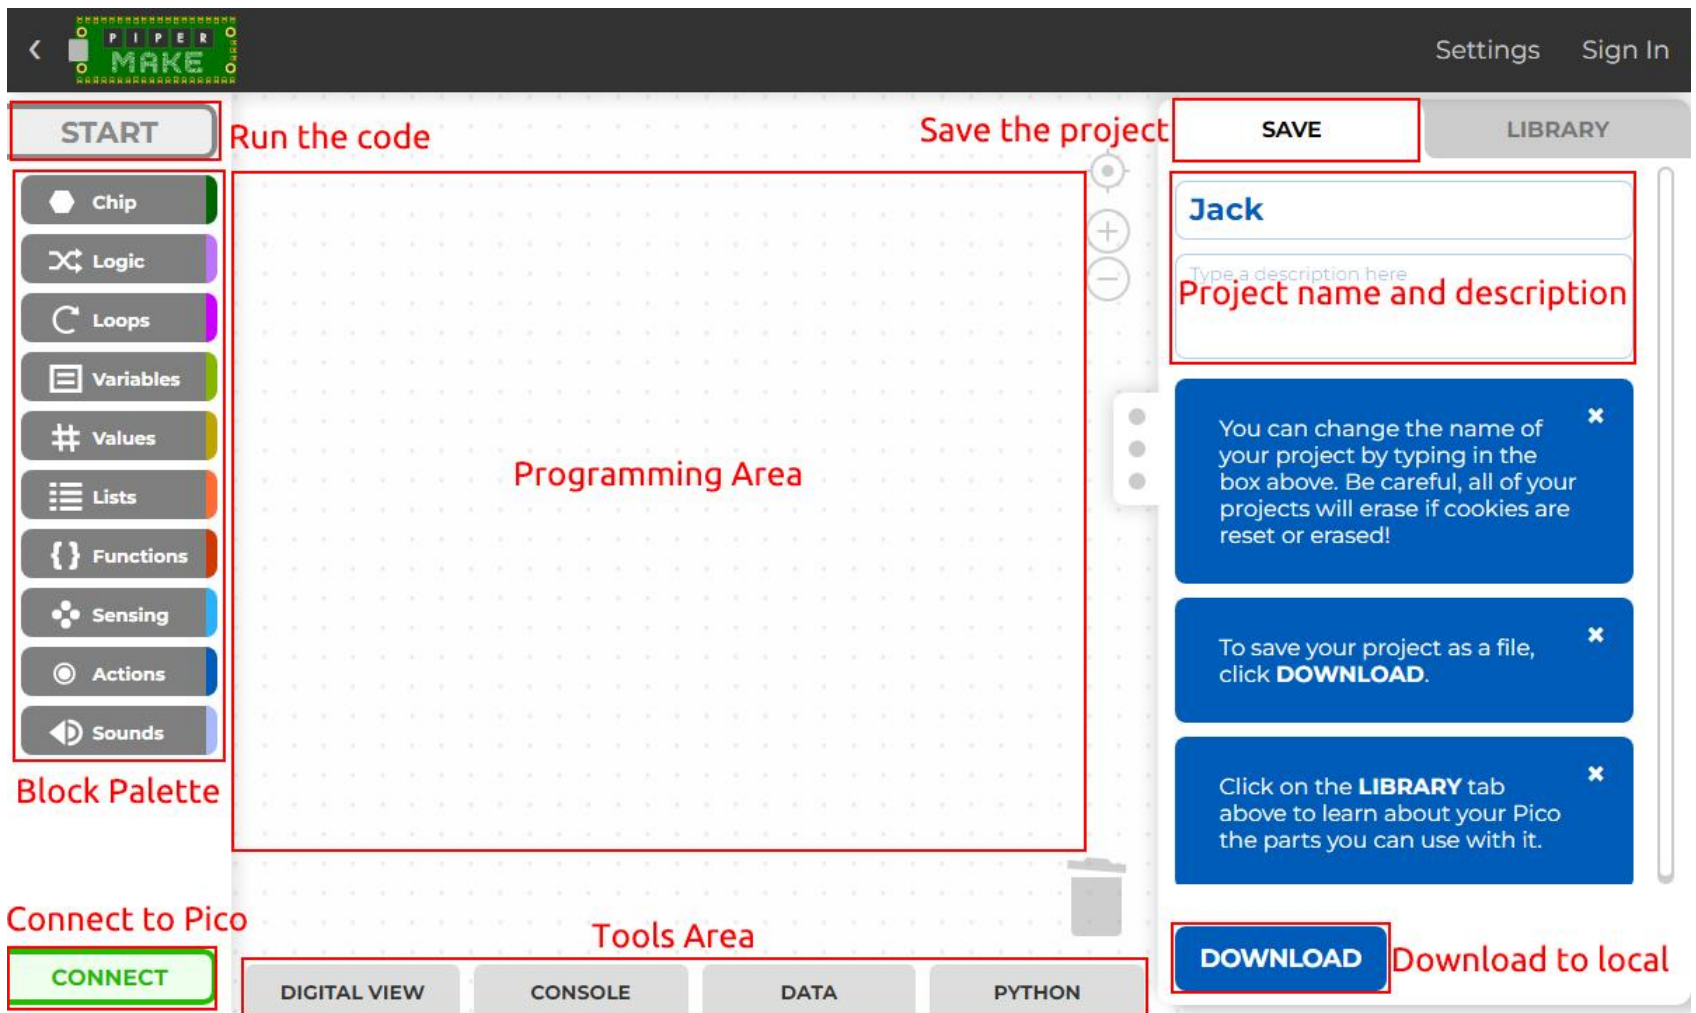 PIPER
MAKE
Settings
Sign In
START
Run the code
Save the project
SAVE
LIBRARY
Chip
Logic
Loops
Variables
Values
Lists
Functions
Sensing
Actions
Sounds
Block Palette
Programming Area
Jack
Type a description here
Project name and description
You can change the name of
your project by typing in the
box above. Be careful, all of your
projects will erase if cookies are
reset or erased!
To save your project as a file,
click DOWNLOAD.
Click on the LIBRARY tab
above to learn about your Pico
the parts you can use with it.
Connect to Pico
CONNECT
Tools Area
DIGITAL VIEW
CONSOLE
DATA
PYTHON
DOWNLOAD
Download to local